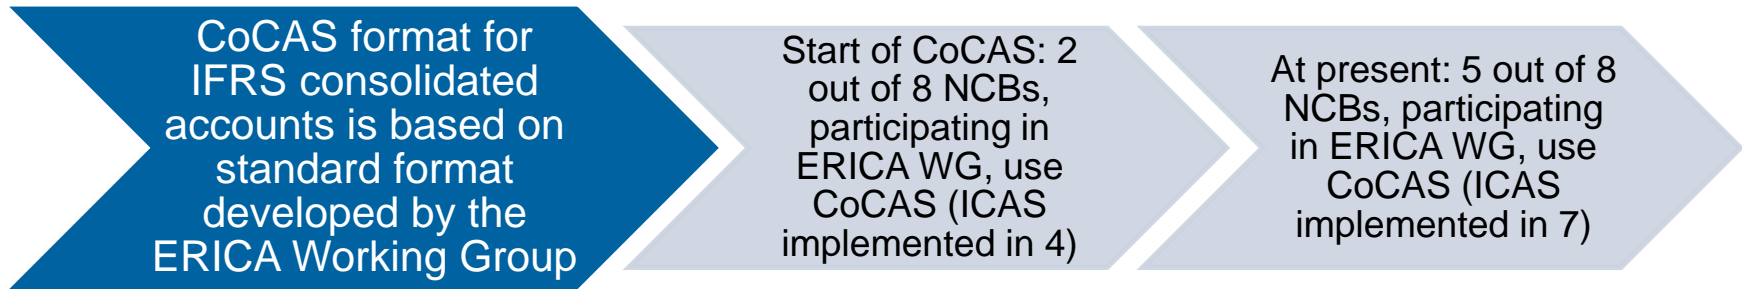 CoCAS format for
IFRS consolidated
accounts is based on
standard format
developed by the
ERICA Working Group
Start of CoCAS: 2
out of 8 NCBs,
participating in
ERICA WG, use
CoCAS (ICAS
implemented in 4)
At present: 5 out of 8
NCBs, participating
in ERICA WG, use
CoCAS (ICAS
implemented in 7)